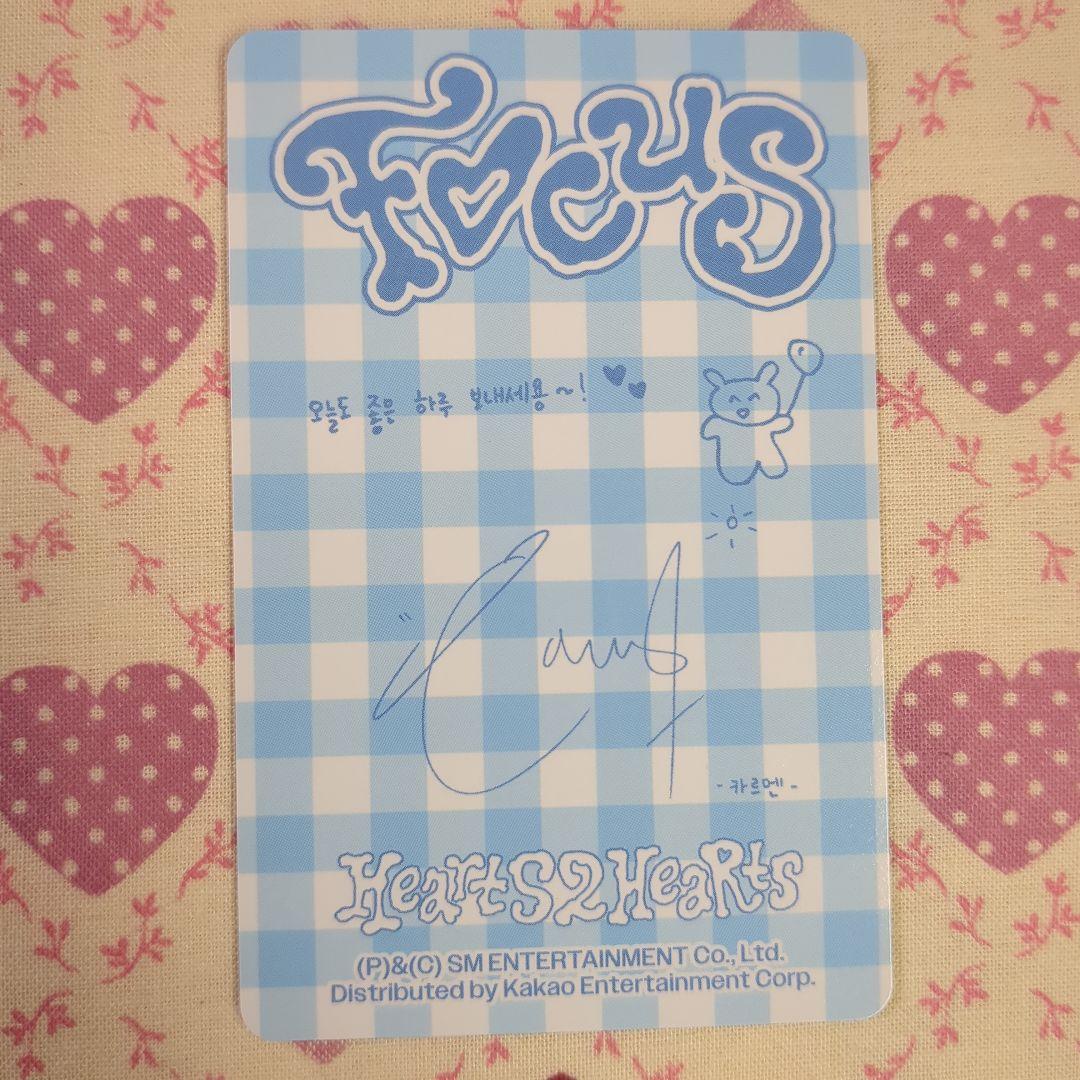 Focus
오늘도 좋은 하루 보내세용~!
- 카르멘 -
Hearts2Hearts
(P)&(C) SM ENTERTAINMENT Co., Ltd.
Distributed by Kakao Entertainment Corp.